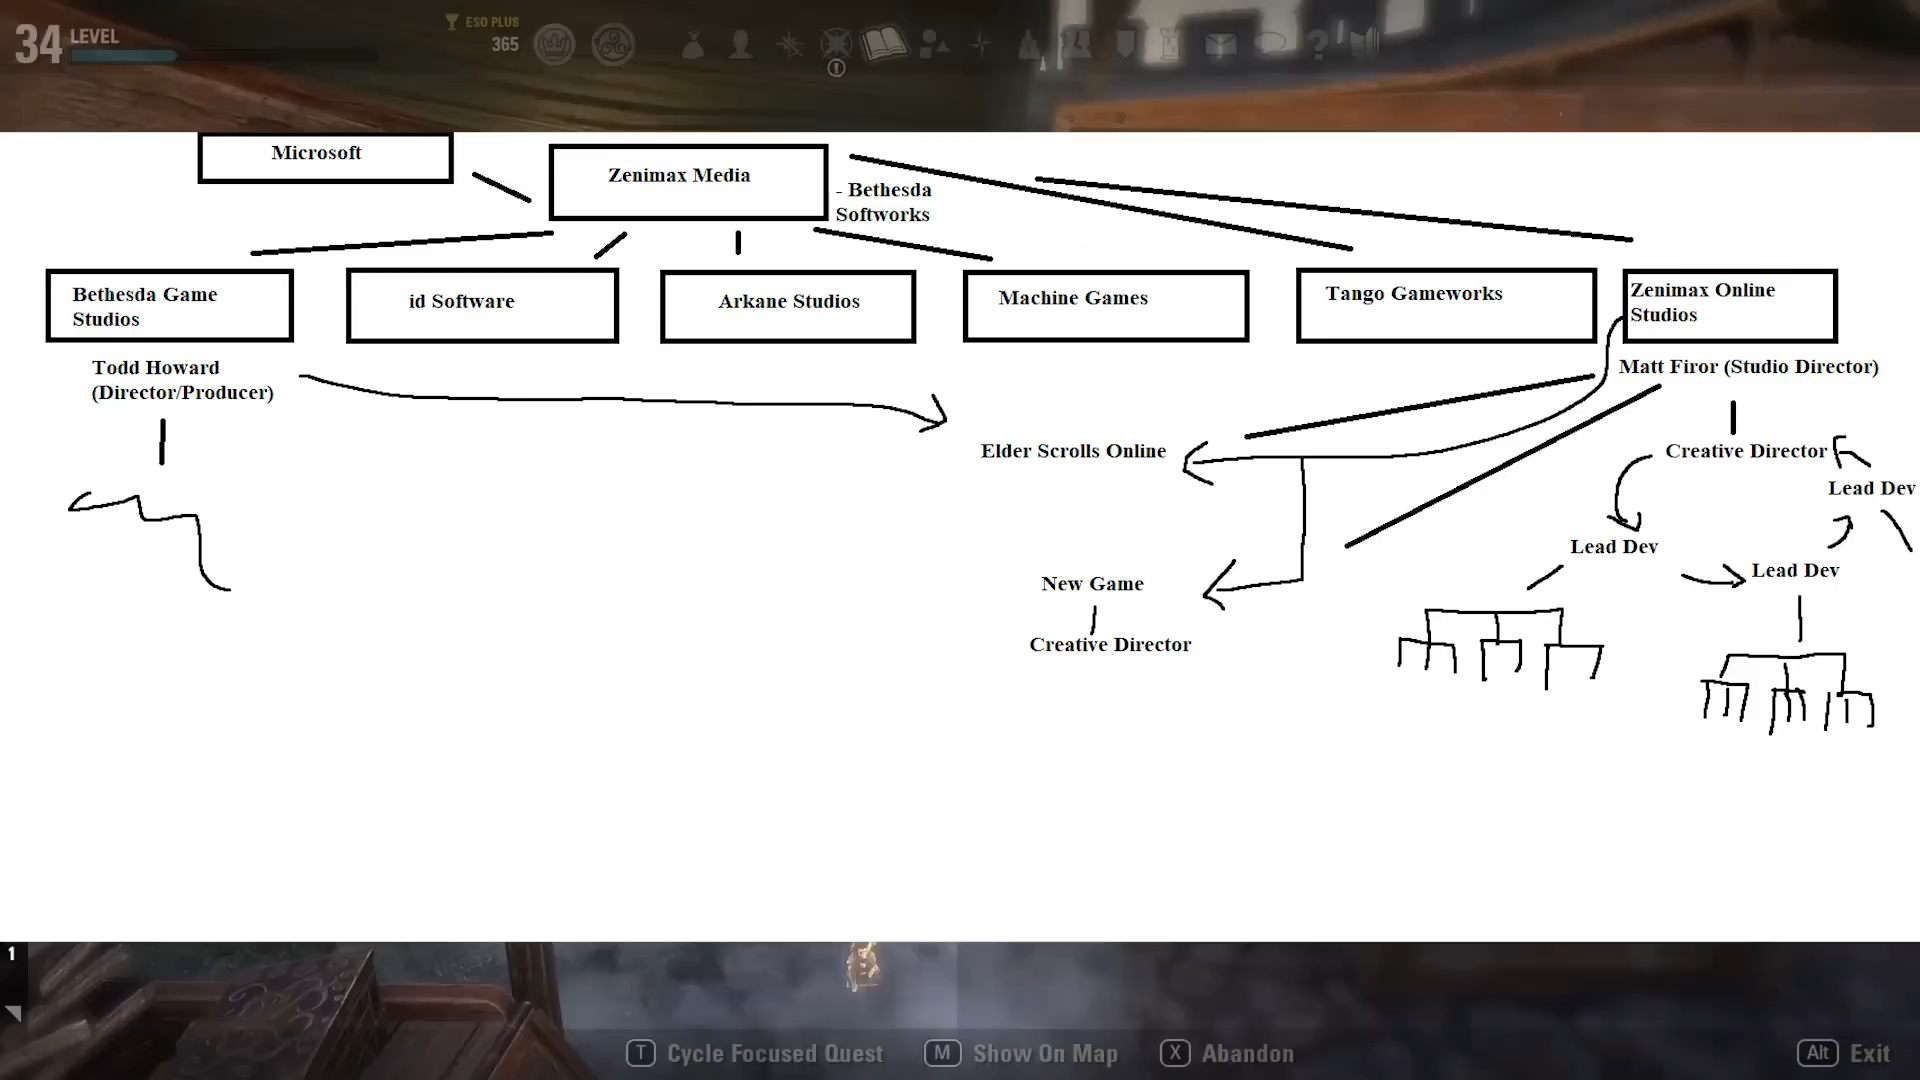 34 LEVEL
ESO PLUS
365
Microsoft
Zenimax Media
- Bethesda
Softworks
Bethesda Game
Studios
id Software
Arkane Studios
Machine Games
Tango Gameworks
Zenimax Online
Studios
Todd Howard
(Director/Producer)
Matt Firor (Studio Director)
Elder Scrolls Online
Creative Director
Lead Dev
Lead Dev
Lead Dev
New Game
Creative Director
1
T Cycle Focused Quest
M Show On Map
X Abandon
Alt Exit